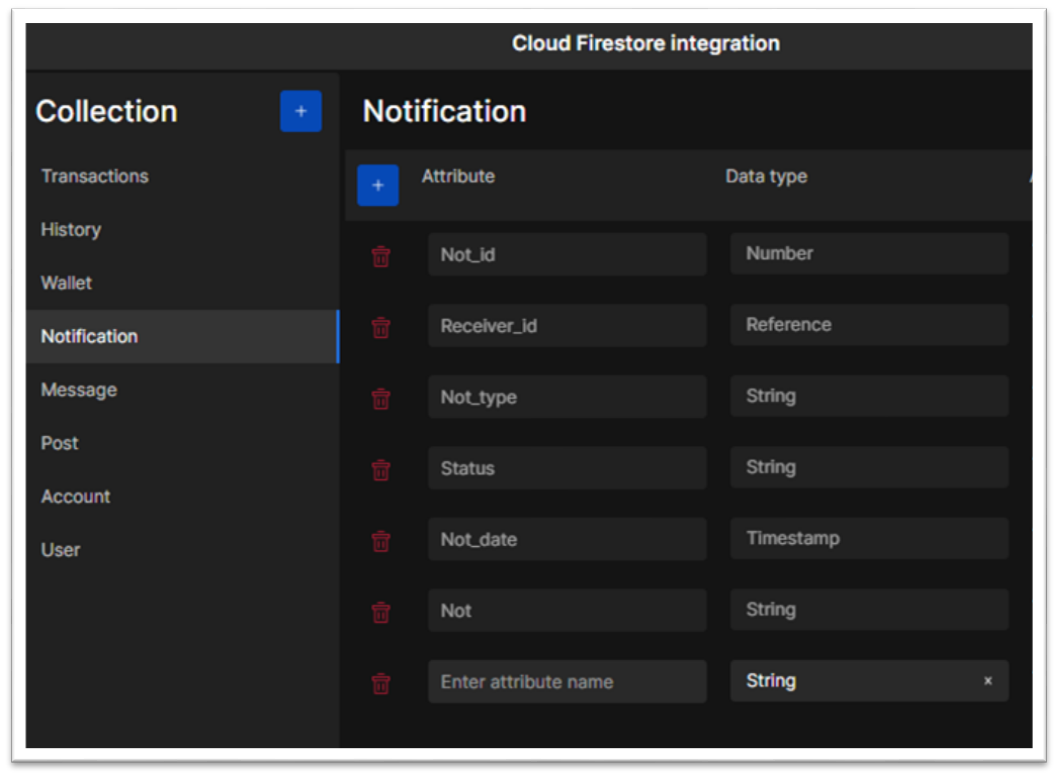 Cloud Firestore integration
Collection
+
Transactions
History
Wallet
Notification
Message
Post
Account
User
Notification
+ Attribute Data type
Not_id Number
Receiver_id Reference
Not_type String
Status String
Not_date Timestamp
Not String
Enter attribute name String x